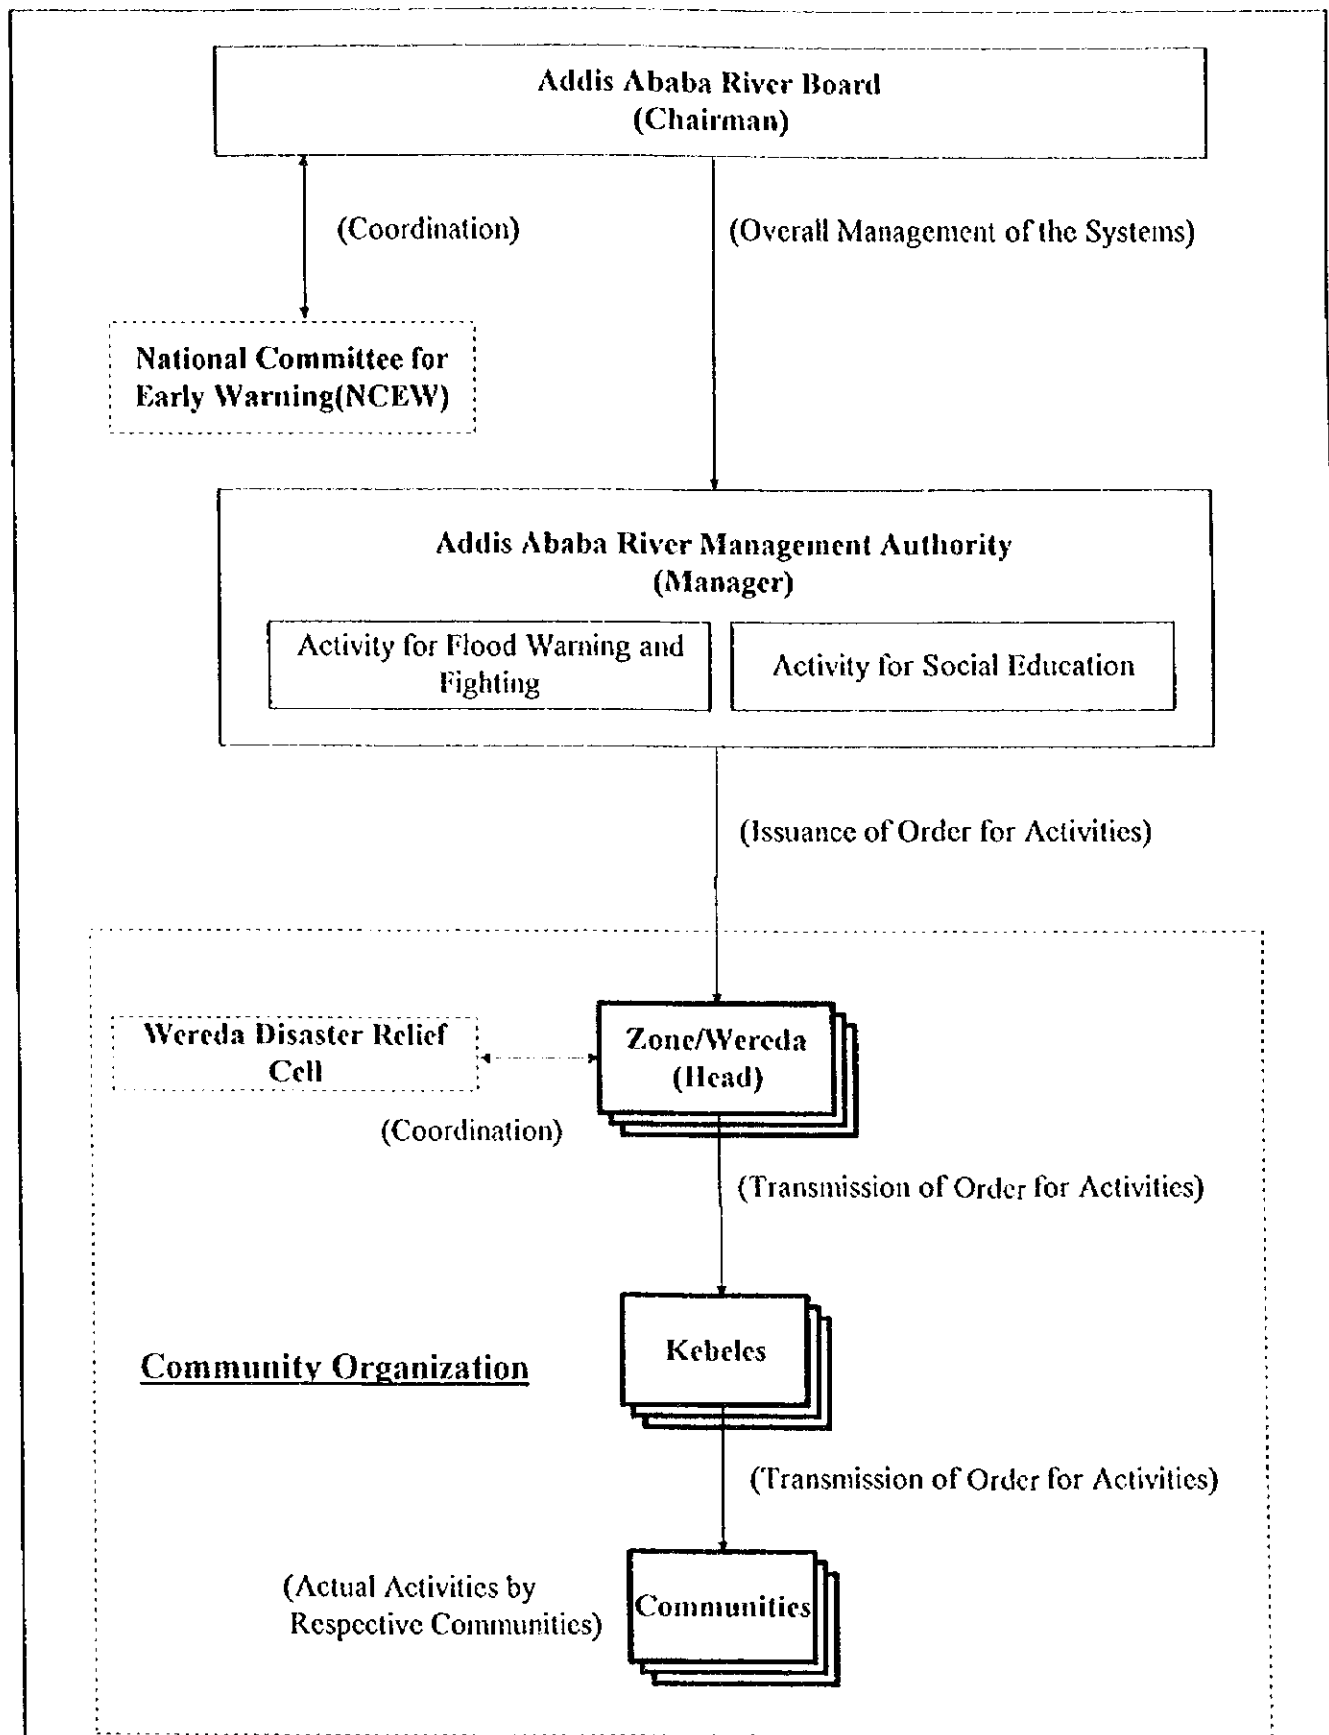 Addis Ababa River Board
(Chairman)
(Coordination)
(Overall Management of the Systems)
National Committee for
Early Warning(NCEW)
Addis Ababa River Management Authority
(Manager)
Activity for Flood Warning and
Fighting
Activity for Social Education
(Issuance of Order for Activities)
Wereda Disaster Relief
Cell
Zone/Wereda
(Head)
(Coordination)
(Transmission of Order for Activities)
Kebeles
Community Organization
(Transmission of Order for Activities)
(Actual Activities by
Respective Communities)
Communities